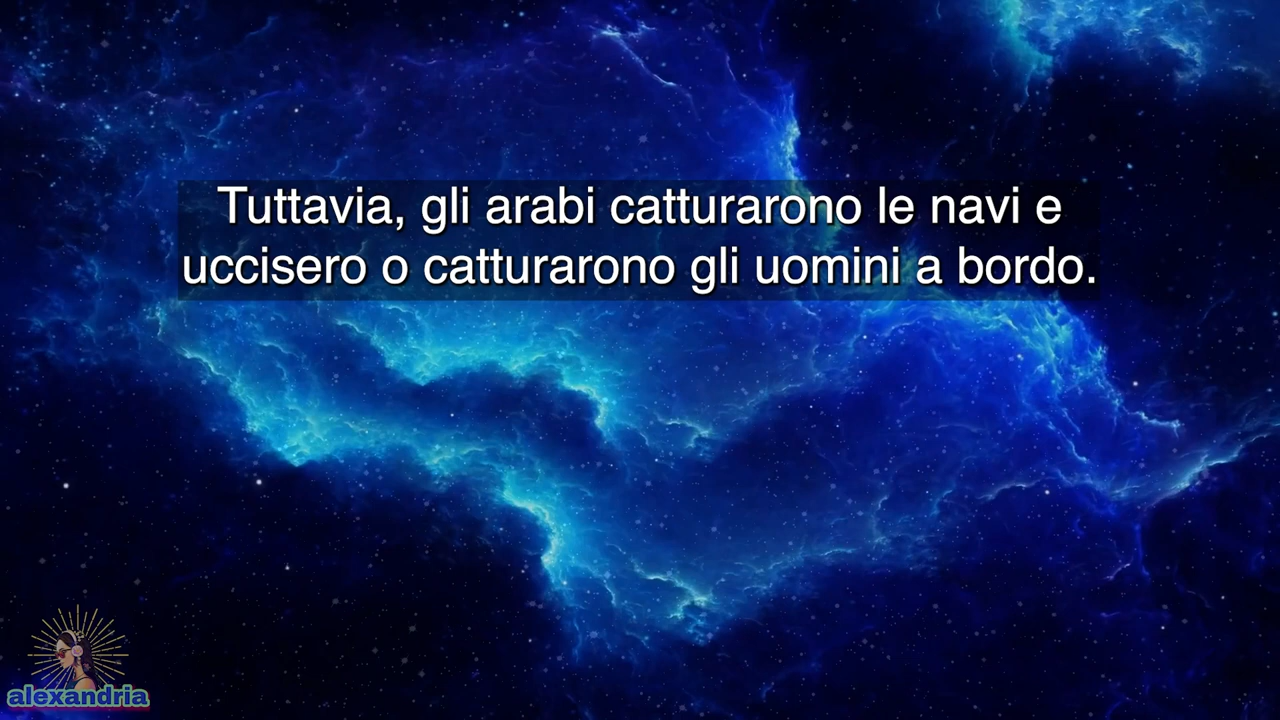 Tuttavia, gli arabi catturarono le navi e
uccisero o catturarono gli uomini a bordo.
alexandria